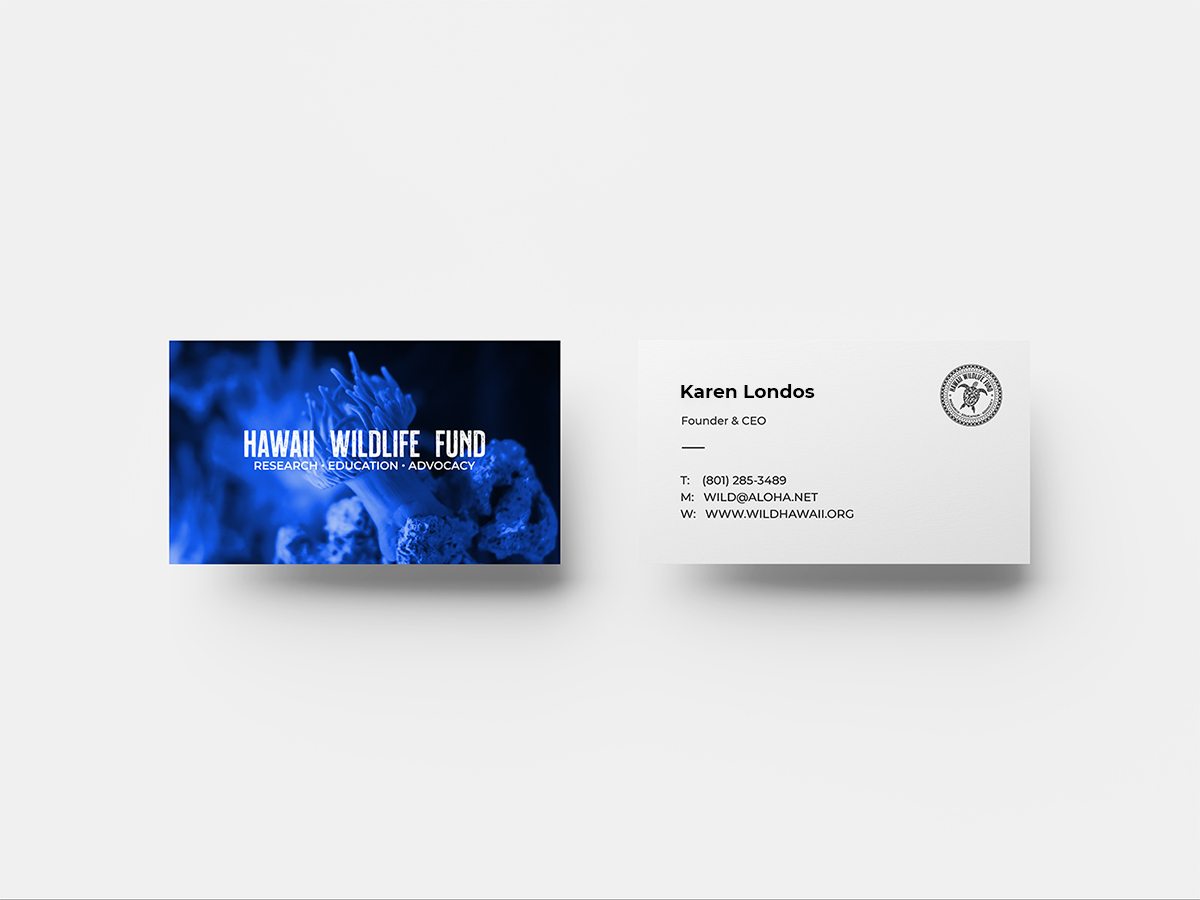 HAWAII WILDLIFE FUND
RESEARCH • EDUCATION • ADVOCACY
Karen Londos
Founder & CEO
T: (801) 285-3489
M: WILD@ALOHA.NET
W: WWW.WILDHAWAII.ORG
HAWAII WILDLIFE FUND